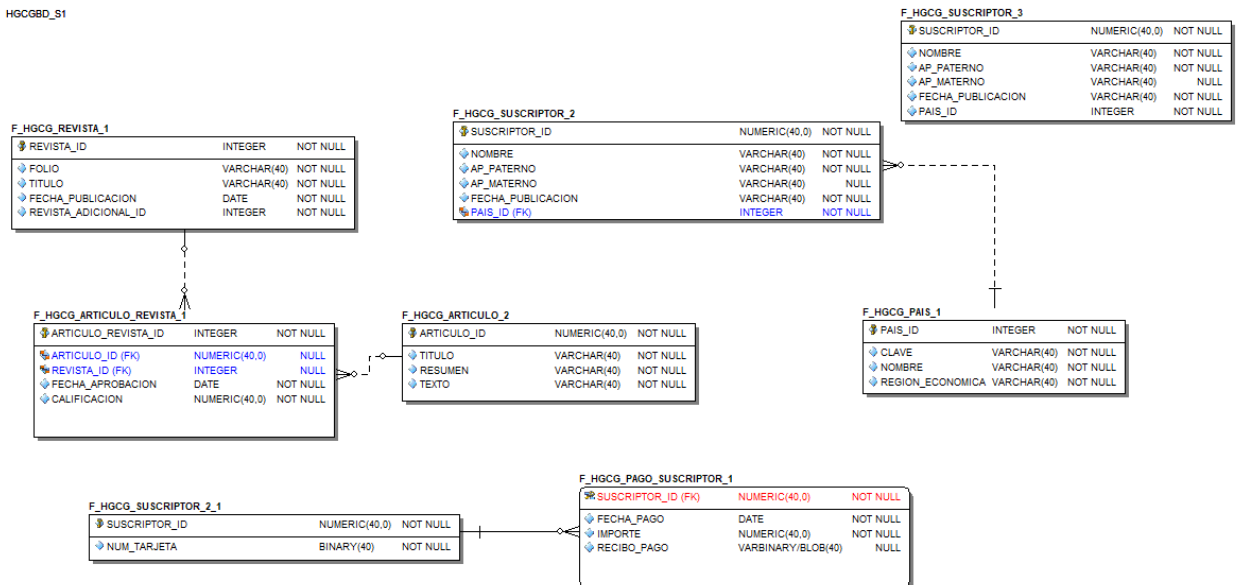 HGCGBD_S1
F_HGCG_SUSCRIPTOR_3
SUSCRIPTOR_ID NUMERIC(40,0) NOT NULL
NOMBRE VARCHAR(40) NOT NULL
AP_PATERNO VARCHAR(40) NOT NULL
AP_MATERNO VARCHAR(40) NULL
FECHA_PUBLICACION VARCHAR(40) NOT NULL
PAIS_ID INTEGER NOT NULL
F_HGCG_SUSCRIPTOR_2
SUSCRIPTOR_ID NUMERIC(40,0) NOT NULL
NOMBRE VARCHAR(40) NOT NULL
AP_PATERNO VARCHAR(40) NOT NULL
AP_MATERNO VARCHAR(40) NULL
FECHA_PUBLICACION VARCHAR(40) NOT NULL
PAIS_ID (FK) INTEGER NOT NULL
F_HGCG_REVISTA_1
REVISTA_ID INTEGER NOT NULL
FOLIO VARCHAR(40) NOT NULL
TITULO VARCHAR(40) NOT NULL
FECHA_PUBLICACION DATE NOT NULL
REVISTA_ADICIONAL_ID INTEGER NOT NULL
F_HGCG_ARTICULO_REVISTA_1
ARTICULO_REVISTA_ID INTEGER NOT NULL
ARTICULO_ID (FK) NUMERIC(40,0) NULL
REVISTA_ID (FK) INTEGER NULL
FECHA_APROBACION DATE NOT NULL
CALIFICACION NUMERIC(40,0) NOT NULL
F_HGCG_ARTICULO_2
ARTICULO_ID NUMERIC(40,0) NOT NULL
TITULO VARCHAR(40) NOT NULL
RESUMEN VARCHAR(40) NOT NULL
TEXTO VARCHAR(40) NOT NULL
F_HGCG_PAIS_1
PAIS_ID INTEGER NOT NULL
CLAVE VARCHAR(40) NOT NULL
NOMBRE VARCHAR(40) NOT NULL
REGION_ECONOMICA VARCHAR(40) NOT NULL
F_HGCG_SUSCRIPTOR_2_1
SUSCRIPTOR_ID NUMERIC(40,0) NOT NULL
NUM_TARJETA BINARY(40) NOT NULL
F_HGCG_PAGO_SUSCRIPTOR_1
SUSCRIPTOR_ID (FK) NUMERIC(40,0) NOT NULL
FECHA_PAGO DATE NOT NULL
IMPORTE NUMERIC(40,0) NOT NULL
RECIBO_PAGO VARBINARY/BLOB(40) NULL